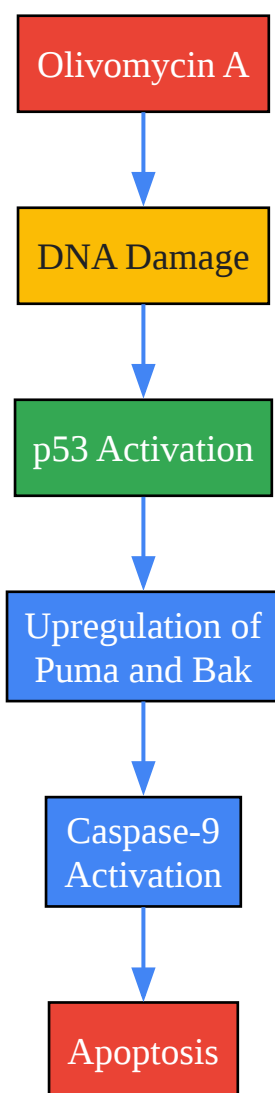 Olivomycin A
DNA Damage
p53 Activation
Upregulation of
Puma and Bak
Caspase-9
Activation
Apoptosis